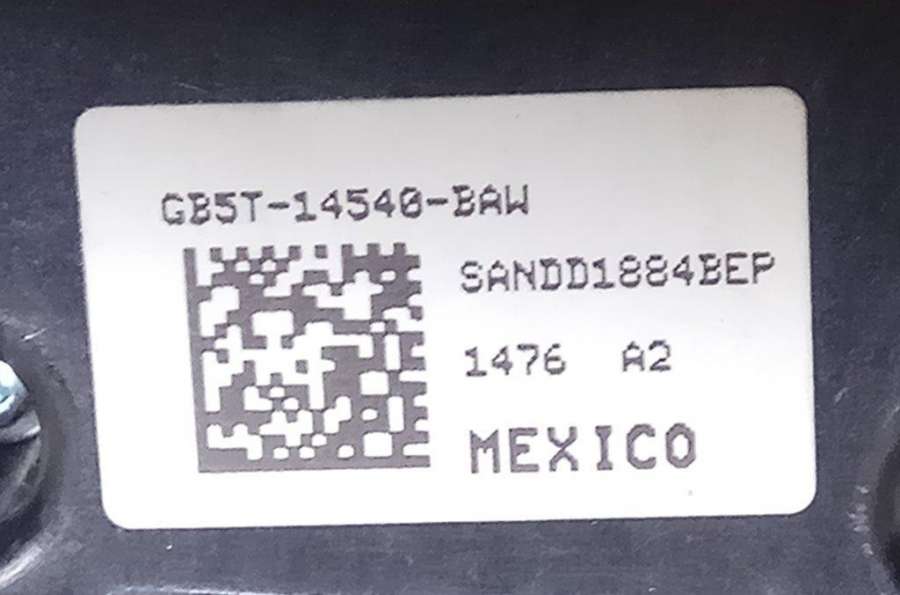 GB5T-14540-BAW
SANDD1884BEP
1476 A2
MEXICO